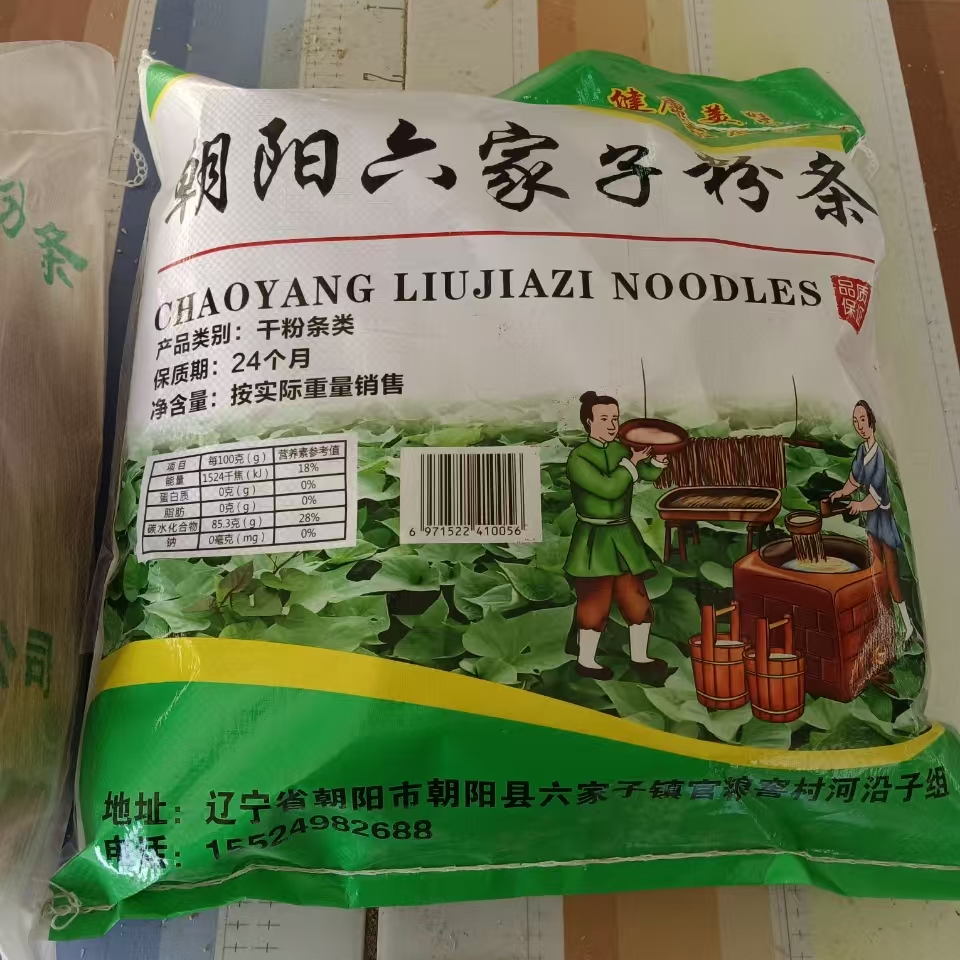 健康美味
朝阳六家子粉条
CHAOYANG LIUJIAZI NOODLES
品质
保证
产品类别：干粉条类
保质期：24个月
净含量：按实际重量销售
项目 每100克(g) 营养素参考值
能量 1524千焦(kJ) 18%
蛋白质 0克(g) 0%
脂肪 0克(g) 0%
碳水化合物 85.3克(g) 28%
钠 0毫克(mg) 0%
6 971522 410056
地址：辽宁省朝阳市朝阳县六家子镇官粮窖村河沿子组
电话：15524982688
条
司